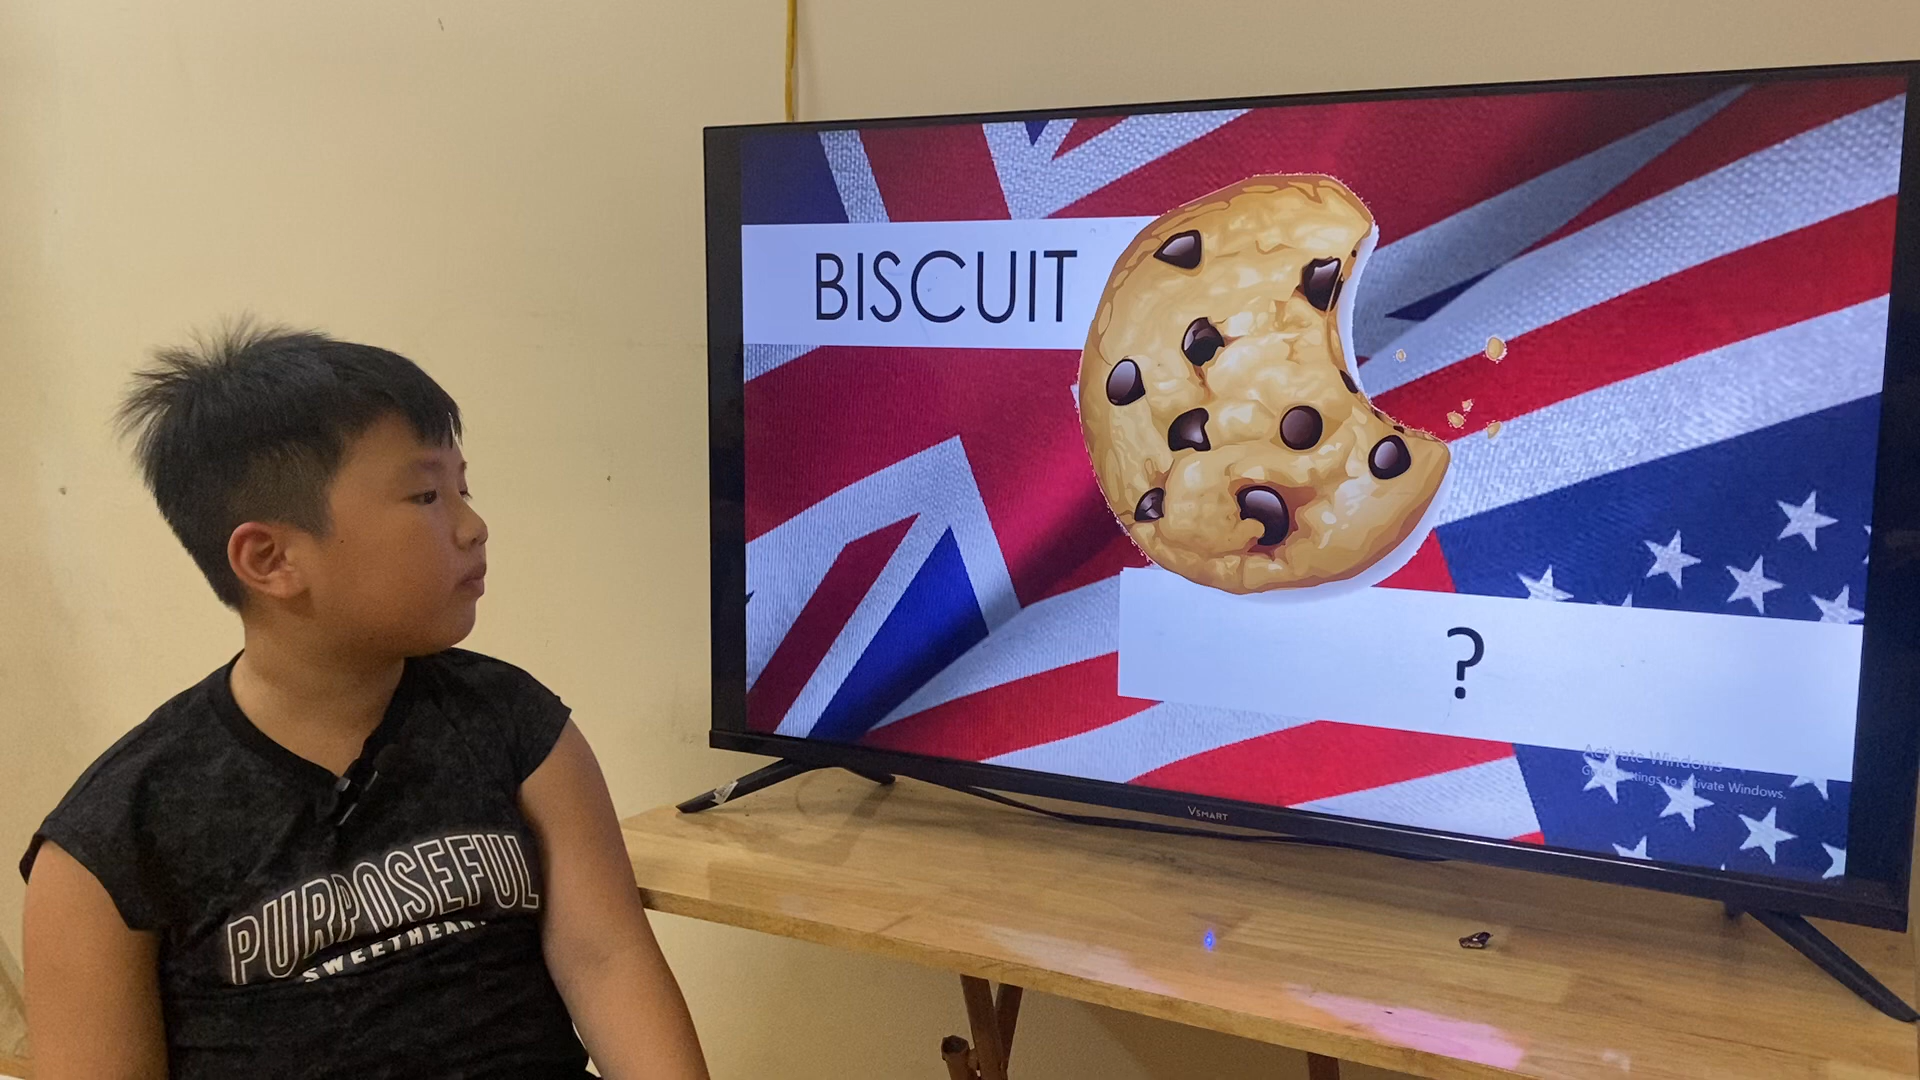 BISCUIT
?
Activate Windows
Go to Settings to activate Windows.
VSMART
PURPOSEFUL
SWEETHEART